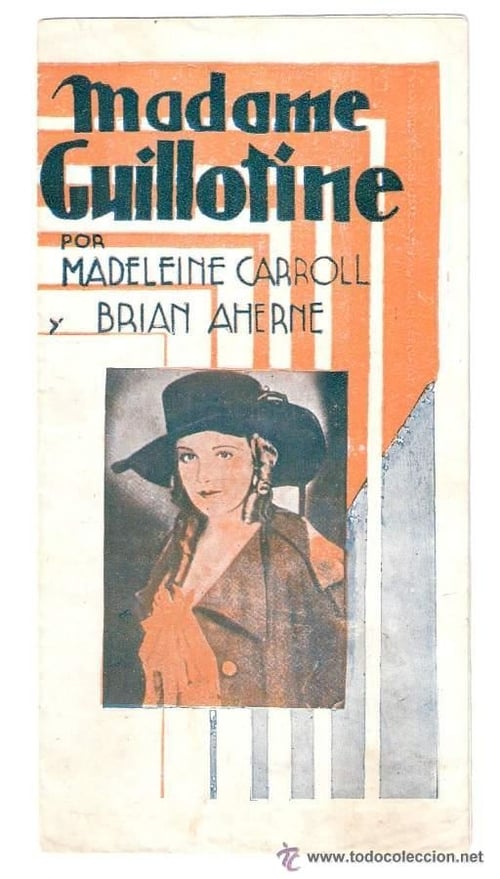 Madame
Guillotine
POR
MADELEINE CARROLL
y BRIAN AHERNE
www.todocoleccion.net